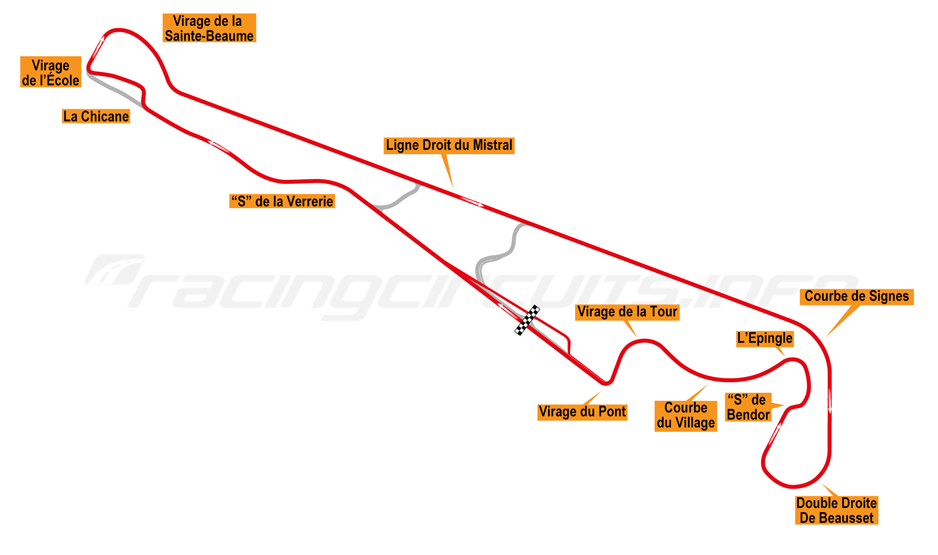 Virage de la
Sainte-Beaume
Virage
de l'École
La Chicane
Ligne Droit du Mistral
"S" de la Verrerie
racingcircuits.info
Courbe de Signes
Virage de la Tour
L'Epingle
Virage du Pont
Courbe
du Village
"S" de
Bendor
Double Droite
De Beausset